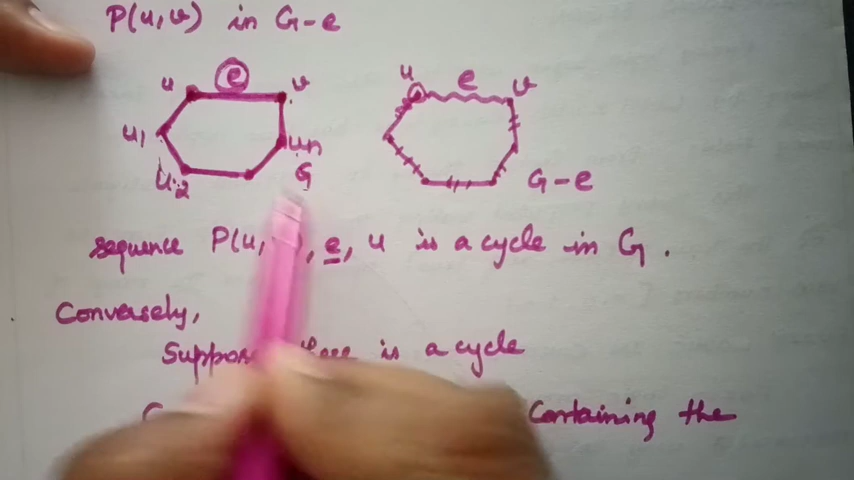 P(u,v) in G-e
u e v
u e v
u1
un
u2
G
G-e
sequence P(u, , e, u is a cycle in G.
Conversely,
is a cycle
Containing the